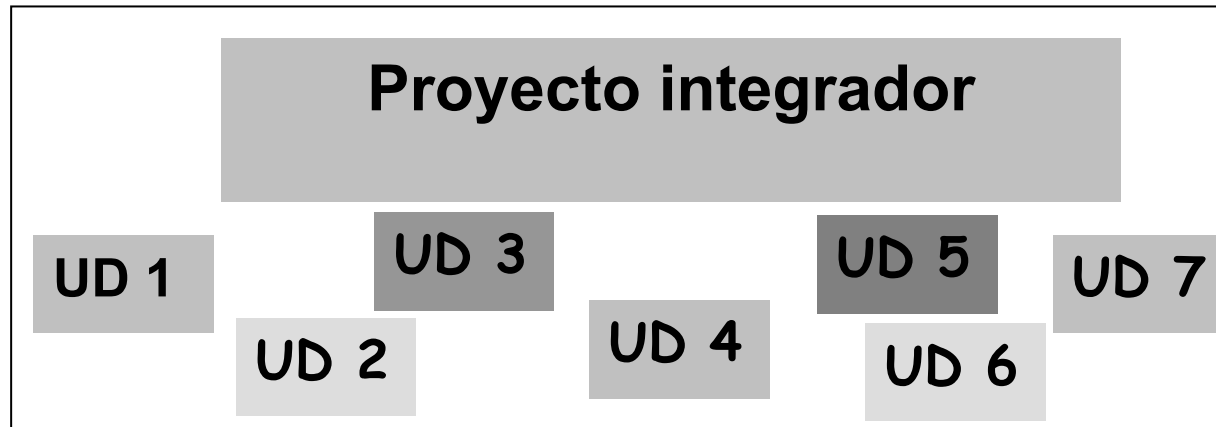 Proyecto integrador
UD 1
UD 2
UD 3
UD 4
UD 5
UD 6
UD 7